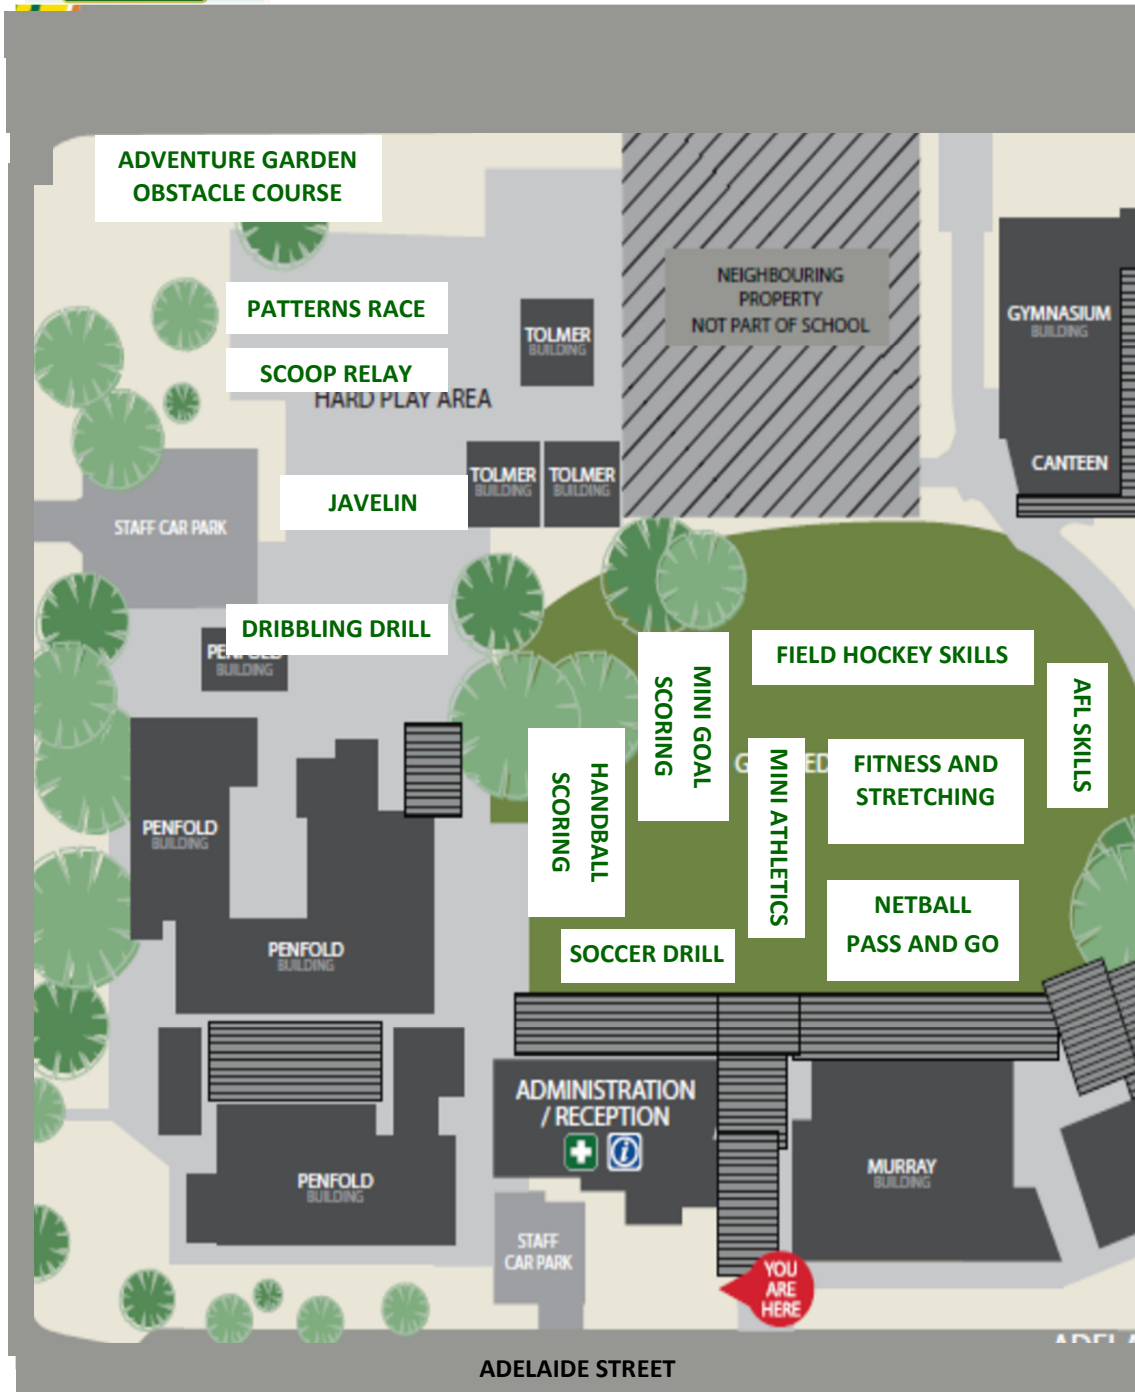 ADVENTURE GARDEN
OBSTACLE COURSE
NEIGHBOURING
PROPERTY
NOT PART OF SCHOOL
PATTERNS RACE
GYMNASIUM
BUILDING
TOLMER
BUILDING
SCOOP RELAY
HARD PLAY AREA
CANTEEN
TOLMER
BUILDING
TOLMER
BUILDING
JAVELIN
STAFF CAR PARK
DRIBBLING DRILL
BUILDING
FIELD HOCKEY SKILLS
MINI GOAL
SCORING
AFL SKILLS
HANDBALL
SCORING
MINI ATHLETICS
FITNESS AND
STRETCHING
PENFOLD
BUILDING
NETBALL
PASS AND GO
PENFOLD
BUILDING
SOCCER DRILL
ADMINISTRATION
/ RECEPTION
PENFOLD
BUILDING
MURRAY
BUILDING
STAFF
CAR PARK
YOU
ARE
HERE
ADELAIDE STREET